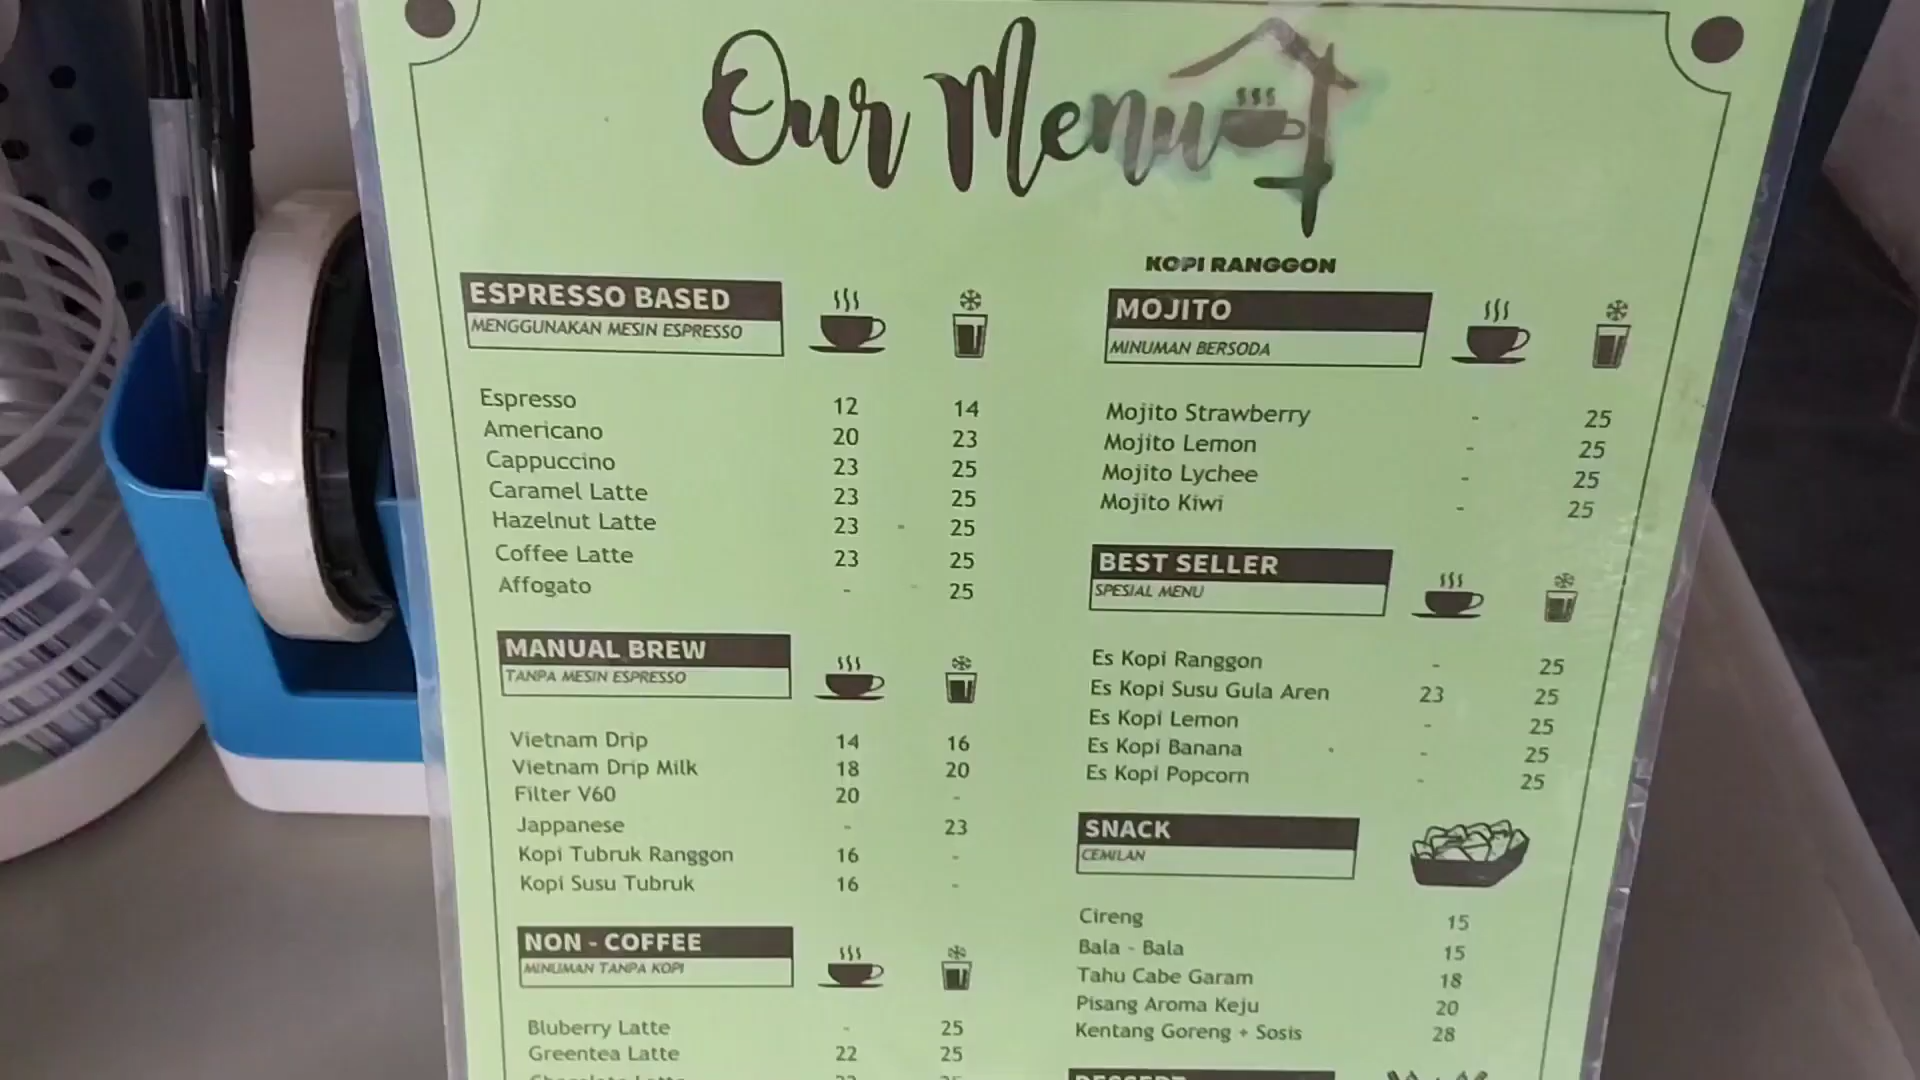 Our Menu
KOPI RANGGON
ESPRESSO BASED
MENGGUNAKAN MESIN ESPRESSO
Espresso 12 14
Americano 20 23
Cappuccino 23 25
Caramel Latte 23 25
Hazelnut Latte 23 25
Coffee Latte 23 25
Affogato - 25
MANUAL BREW
TANPA MESIN ESPRESSO
Vietnam Drip 14 16
Vietnam Drip Milk 18 20
Filter V60 20 -
Jappanese - 23
Kopi Tubruk Ranggon 16 -
Kopi Susu Tubruk 16 -
NON - COFFEE
MINUMAN TANPA KOPI
Bluberry Latte - 25
Greentea Latte 22 25
MOJITO
MINUMAN BERSODA
Mojito Strawberry - 25
Mojito Lemon - 25
Mojito Lychee - 25
Mojito Kiwi - 25
BEST SELLER
SPESIAL MENU
Es Kopi Ranggon - 25
Es Kopi Susu Gula Aren 23 25
Es Kopi Lemon - 25
Es Kopi Banana - 25
Es Kopi Popcorn - 25
SNACK
CEMILAN
Cireng 15
Bala - Bala 15
Tahu Cabe Garam 18
Pisang Aroma Keju 20
Kentang Goreng + Sosis 28